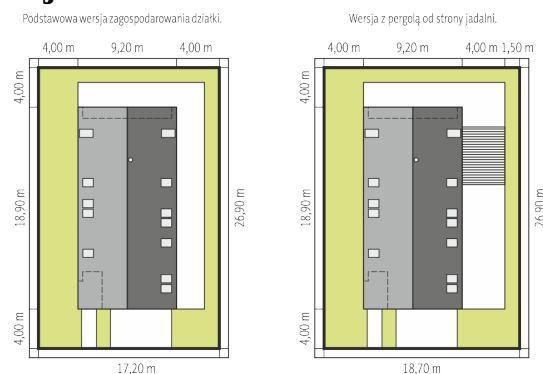 Podstawowa wersja zagospodarowania działki.
4,00 m 9,20 m 4,00 m
4,00 m
18,90 m
26,90 m
4,00 m
17,20 m
Wersja z pergolą od strony jadalni.
4,00 m 9,20 m 4,00 m 1,50 m
4,00 m
18,90 m
26,90 m
4,00 m
18,70 m